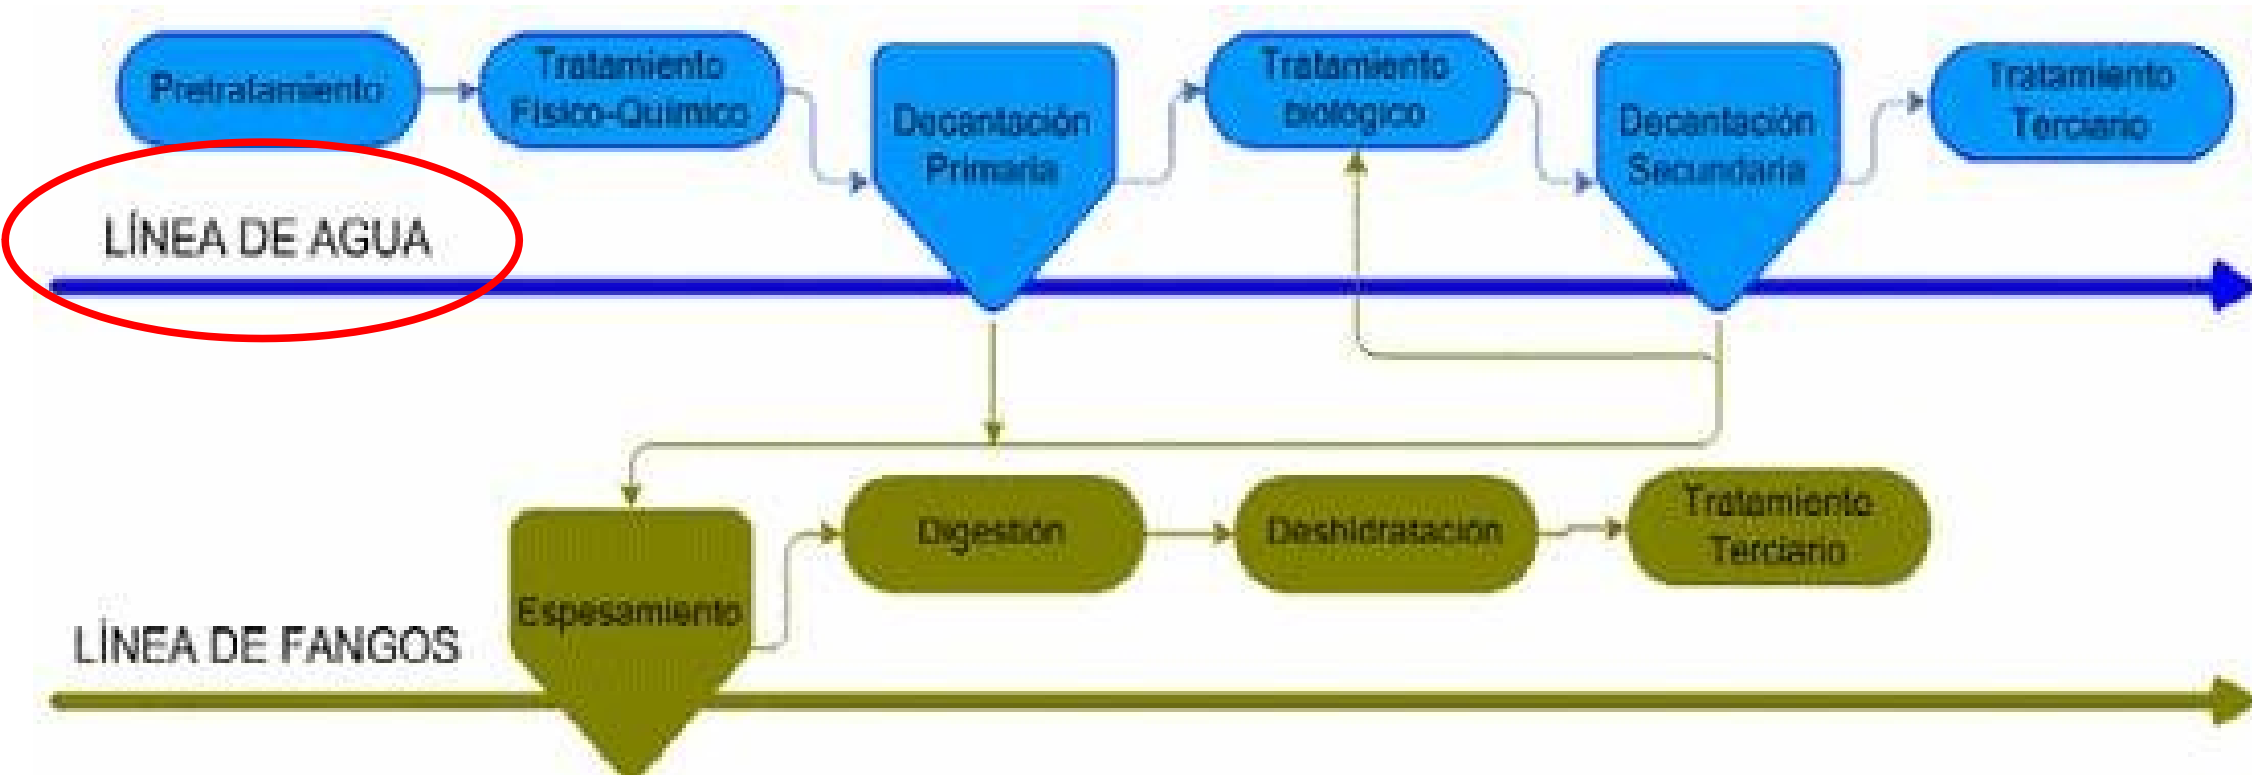 Pretratamiento
Tratamiento
Físico-Químico
Decantación
Primaria
Tratamiento
Biológico
Decantación
Secundaria
Tratamiento
Terciario
LÍNEA DE AGUA
Espesamiento
Digestión
Deshidratación
Tratamiento
Terciario
LÍNEA DE FANGOS